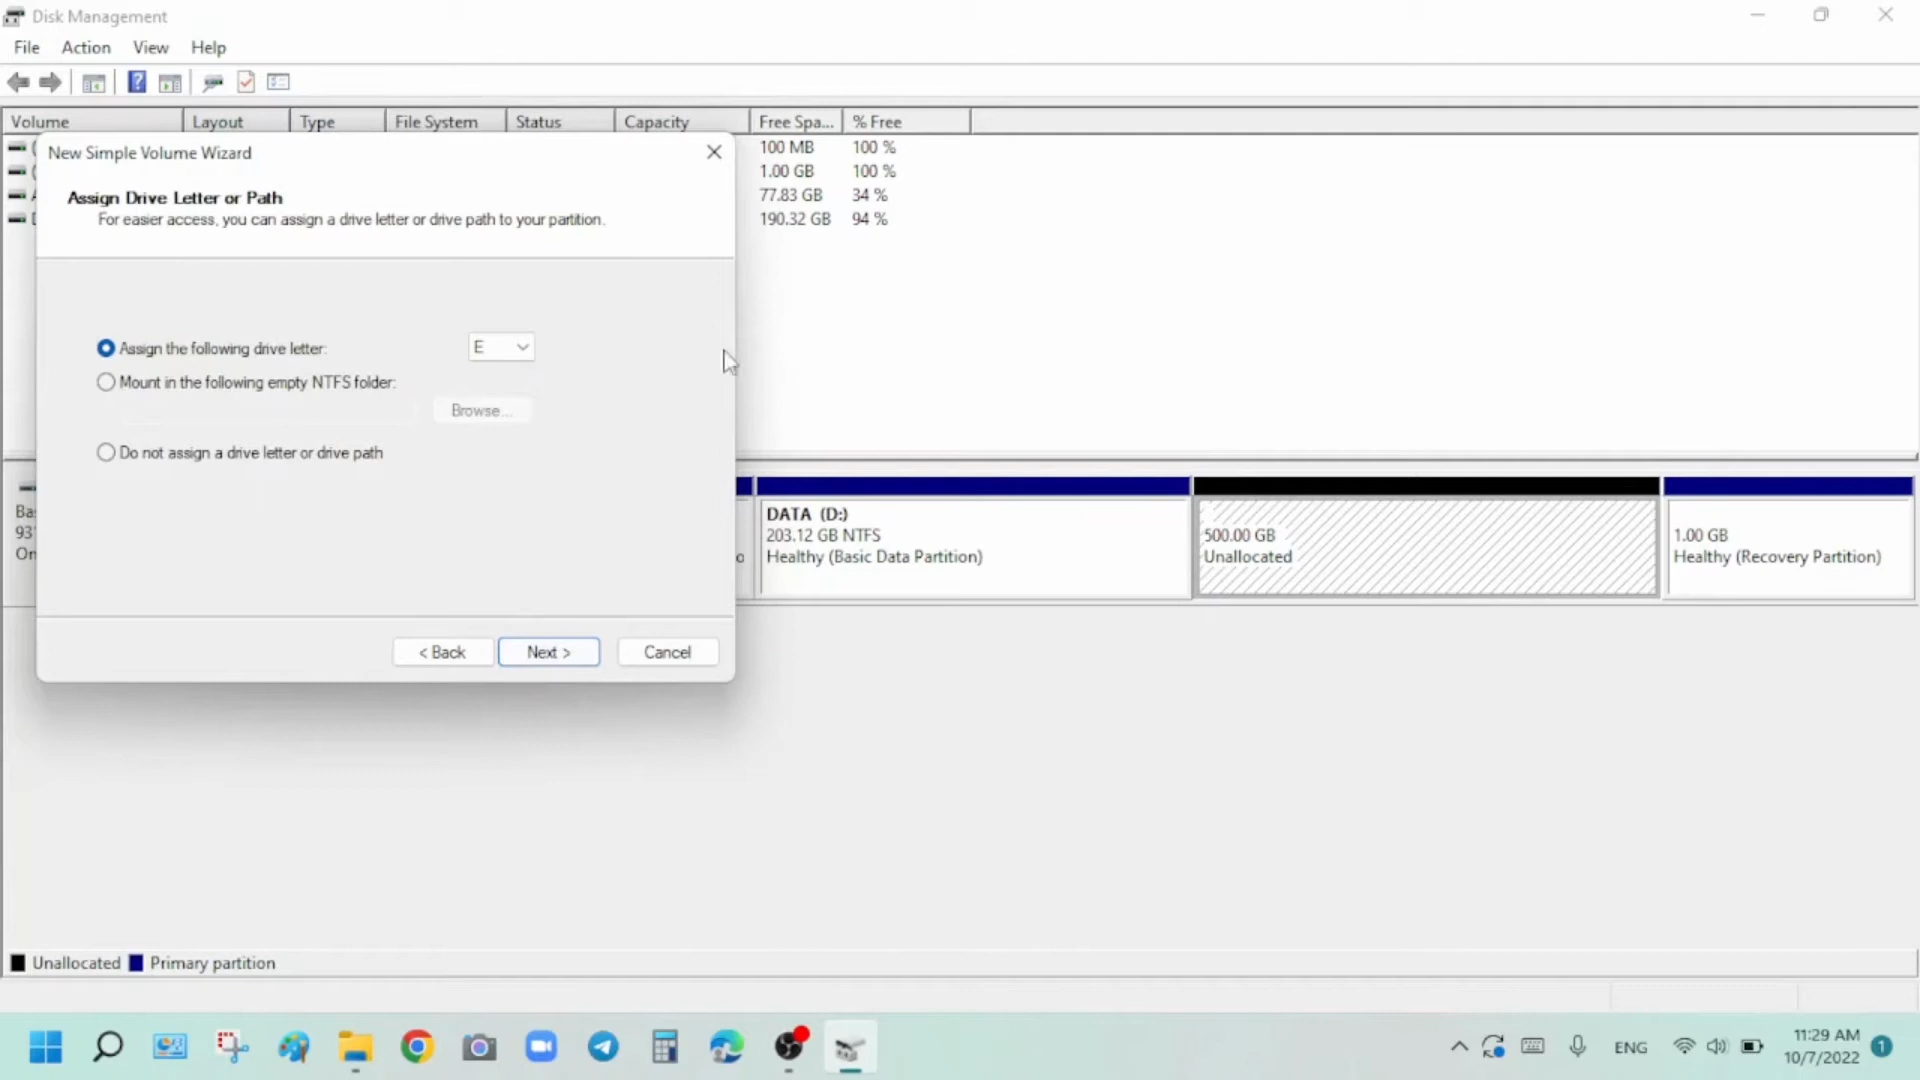 Disk Management
File Action View Help
Volume Layout Type File System Status Capacity Free Spa... % Free
100 MB 100 %
1.00 GB 100 %
77.83 GB 34 %
190.32 GB 94 %
New Simple Volume Wizard
Assign Drive Letter or Path
For easier access, you can assign a drive letter or drive path to your partition.
Assign the following drive letter: E
Mount in the following empty NTFS folder:
Browse...
Do not assign a drive letter or drive path
< Back Next > Cancel
Ba
93
On
DATA (D:)
203.12 GB NTFS
Healthy (Basic Data Partition)
500.00 GB
Unallocated
1.00 GB
Healthy (Recovery Partition)
Unallocated Primary partition
ENG
11:29 AM
10/7/2022
1